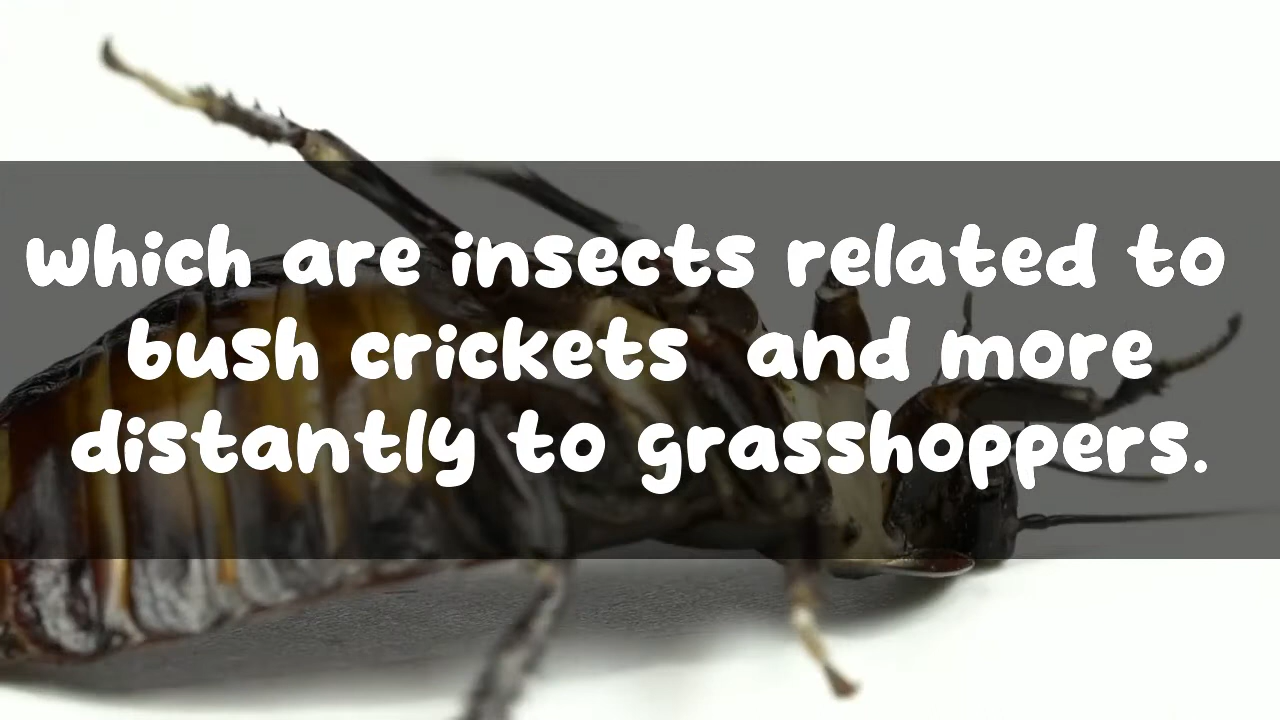 which are insects related to
bush crickets  and more
distantly to grasshoppers.